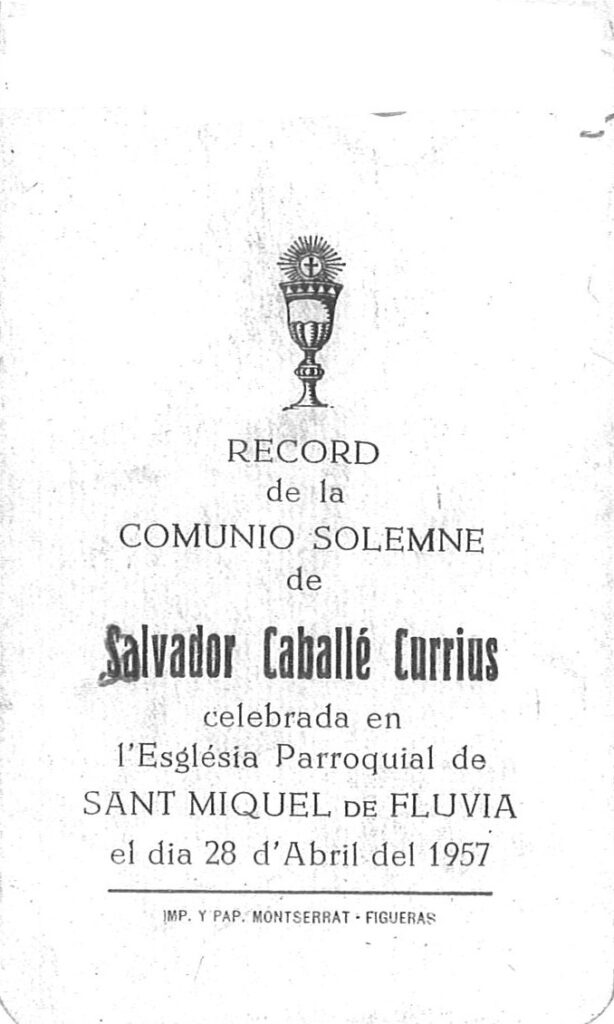 RECORD
de la
COMUNIO SOLEMNE
de
Salvador Caballé Currius
celebrada en
l'Església Parroquial de
SANT MIQUEL DE FLUVIA
el dia 28 d'Abril del 1957
IMP. Y PAP. MONTSERRAT - FIGUERAS